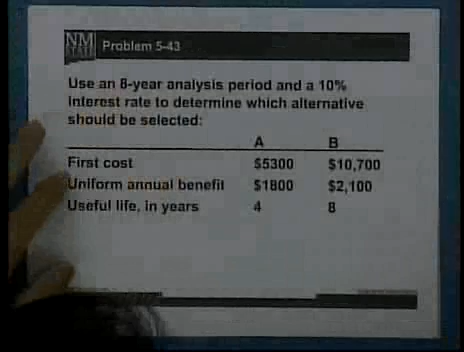 NM
STATE
Problem 5-43
Use an 8-year analysis period and a 10%
interest rate to determine which alternative
should be selected:
A B
First cost $5300 $10,700
Uniform annual benefit $1800 $2,100
Useful life, in years 4 8